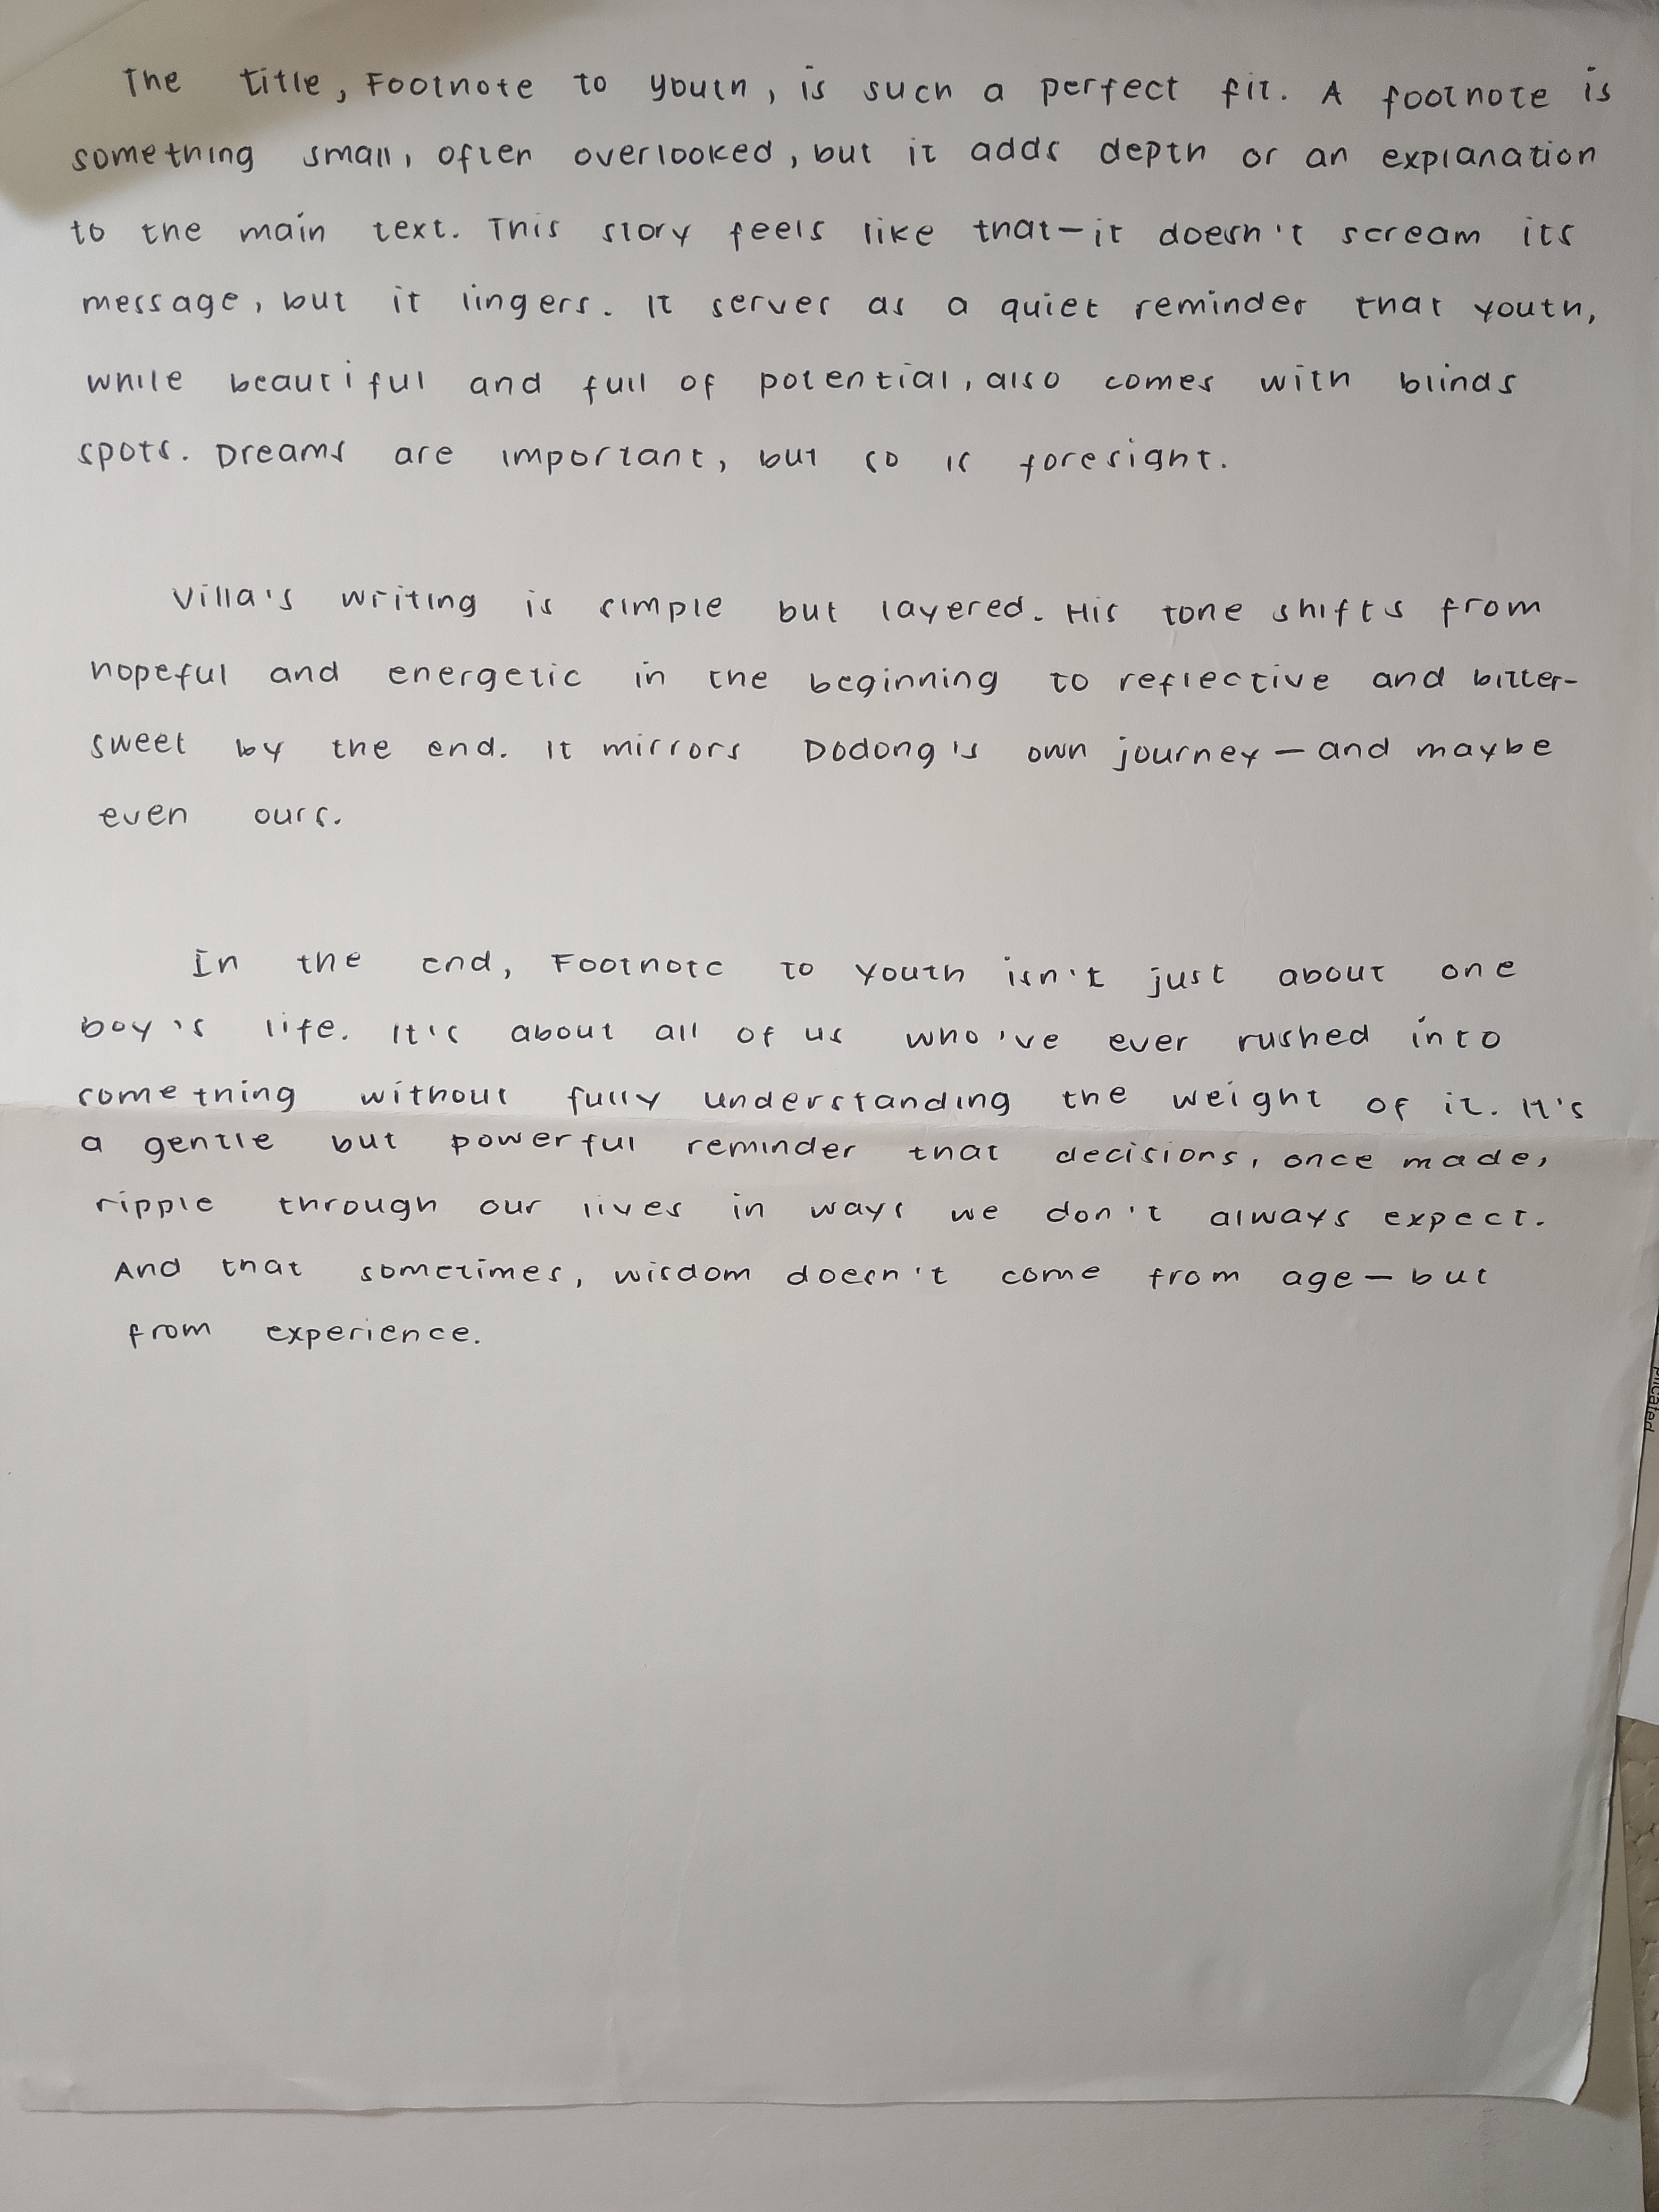 The title, Footnote to youth, is such a perfect fit. A footnote is
something small, often overlooked, but it adds depth or an explanation
to the main text. This story feels like that—it doesn't scream its
message, but it lingers. It serves as a quiet reminder that youth,
while beautiful and full of potential, also comes with blinds
spots. Dreams are important, but so is foresight.
Villa's writing is simple but layered. His tone shifts from
hopeful and energetic in the beginning to reflective and bitter-
sweet by the end. It mirrors Dodong's own journey — and maybe
even ours.
In the end, Footnote to Youth isn't just about one
boy's life. It's about all of us who've ever rushed into
something without fully understanding the weight of it. It's
a gentle but powerful reminder that decisions, once made,
ripple through our lives in ways we don't always expect.
And that sometimes, wisdom doesn't come from age — but
from experience.
plicated